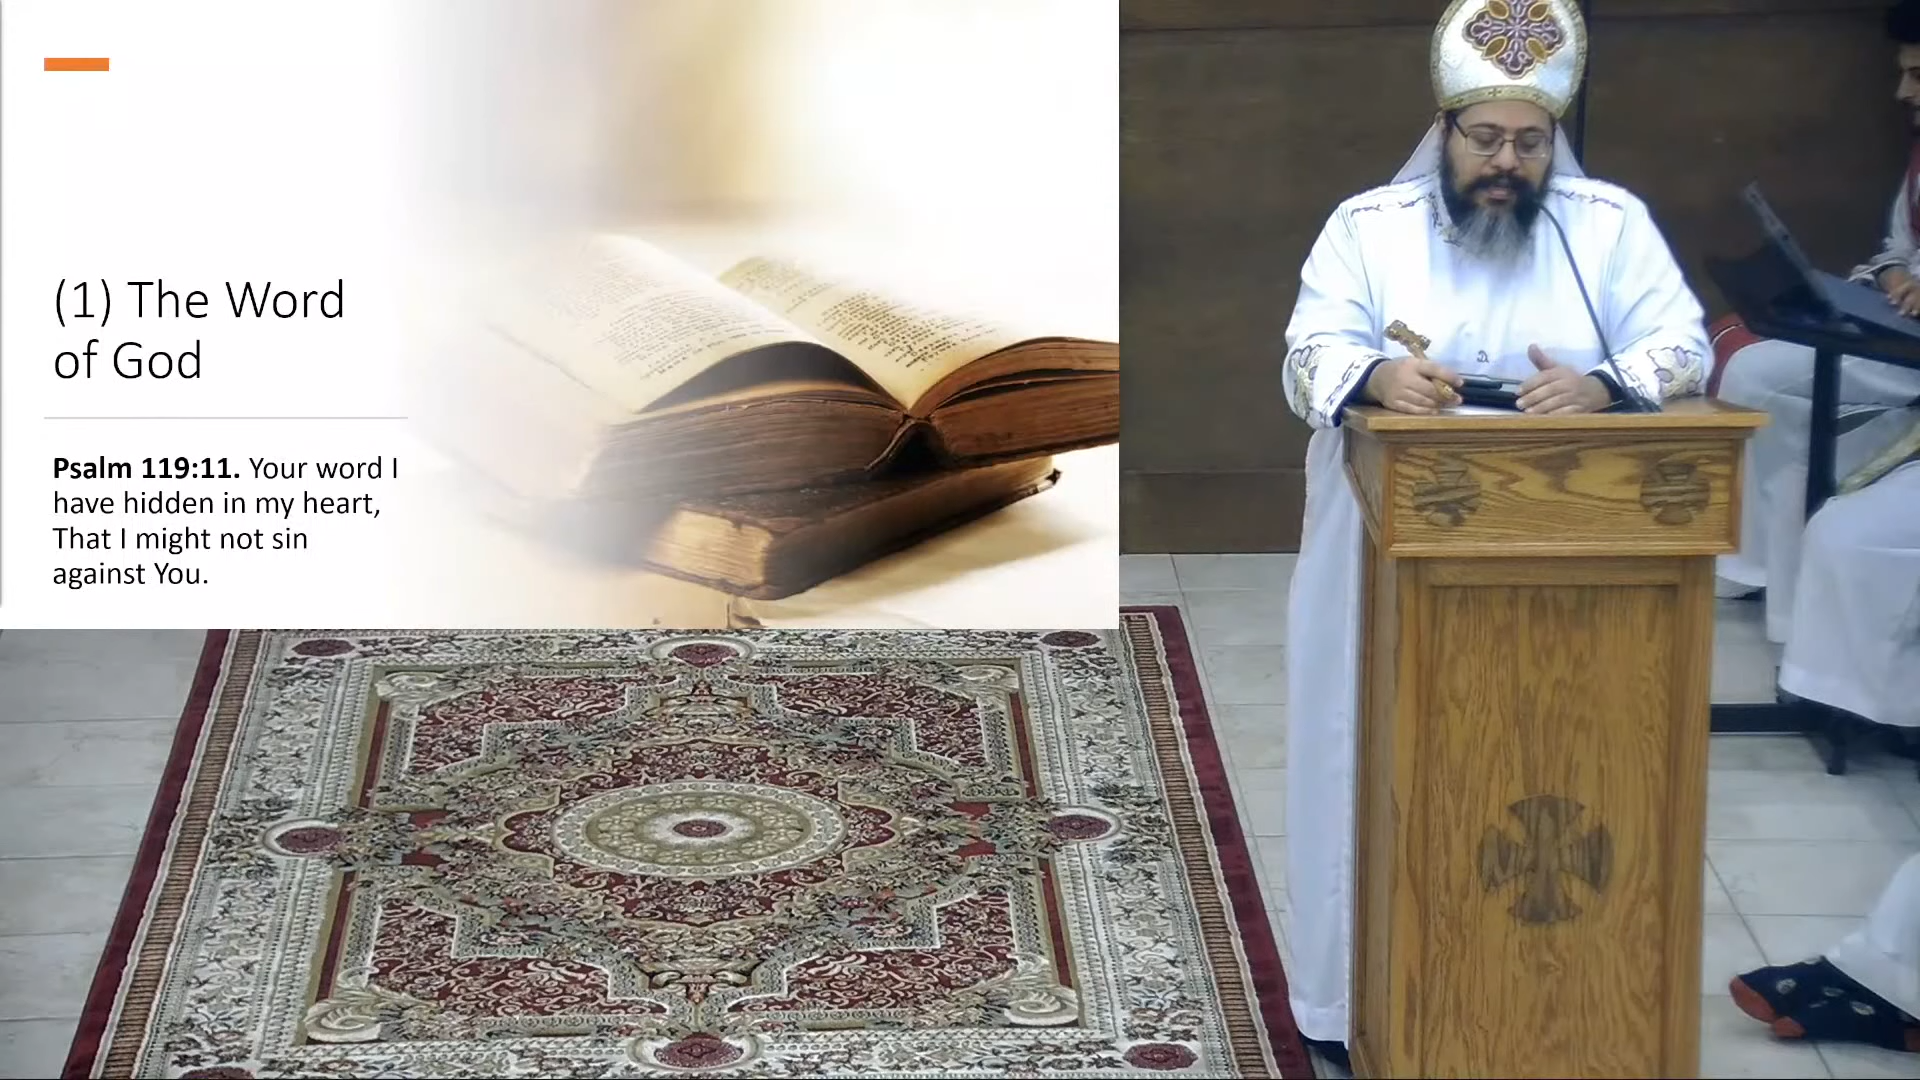 (1) The Word
of God
Psalm 119:11. Your word I
have hidden in my heart,
That I might not sin
against You.